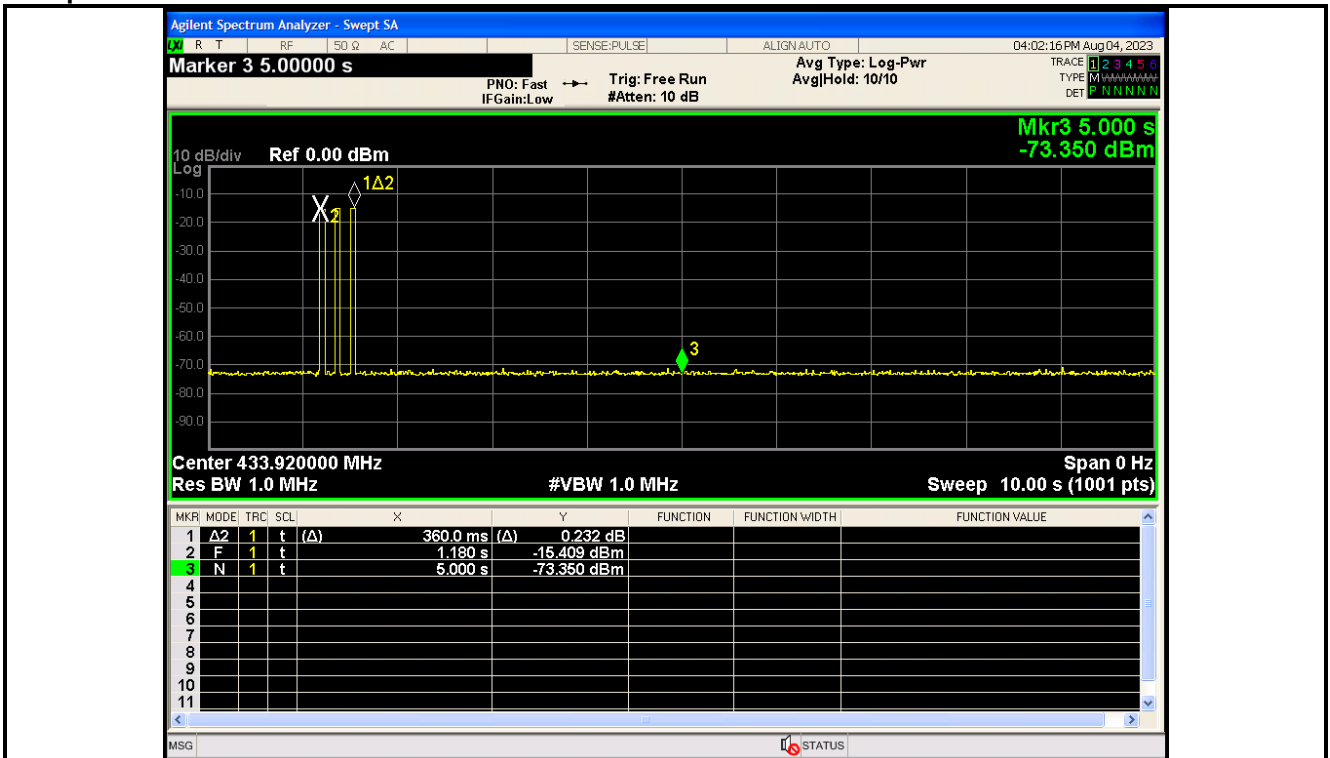 Agilent Spectrum Analyzer - Swept SA
LXI R T RF 50 Ω AC SENSE:PULSE ALIGN AUTO 04:02:16 PM Aug 04, 2023
Marker 3 5.00000 s
PNO: Fast
IFGain:Low
Trig: Free Run
#Atten: 10 dB
Avg Type: Log-Pwr
Avg|Hold: 10/10
TRACE 1 2 3 4 5 6
TYPE M W W W W W
DET P N N N N N
Mkr3 5.000 s
-73.350 dBm
10 dB/div Ref 0.00 dBm
Log
-10.0
-20.0
-30.0
-40.0
-50.0
-60.0
-70.0
-80.0
-90.0
1Δ2
2
3
Center 433.920000 MHz Span 0 Hz
Res BW 1.0 MHz #VBW 1.0 MHz Sweep 10.00 s (1001 pts)
MKR MODE TRC SCL X Y FUNCTION FUNCTION WIDTH FUNCTION VALUE
1 Δ2 1 t (Δ) 360.0 ms (Δ) 0.232 dB
2 F 1 t 1.180 s -15.409 dBm
3 N 1 t 5.000 s -73.350 dBm
4
5
6
7
8
9
10
11
MSG STATUS